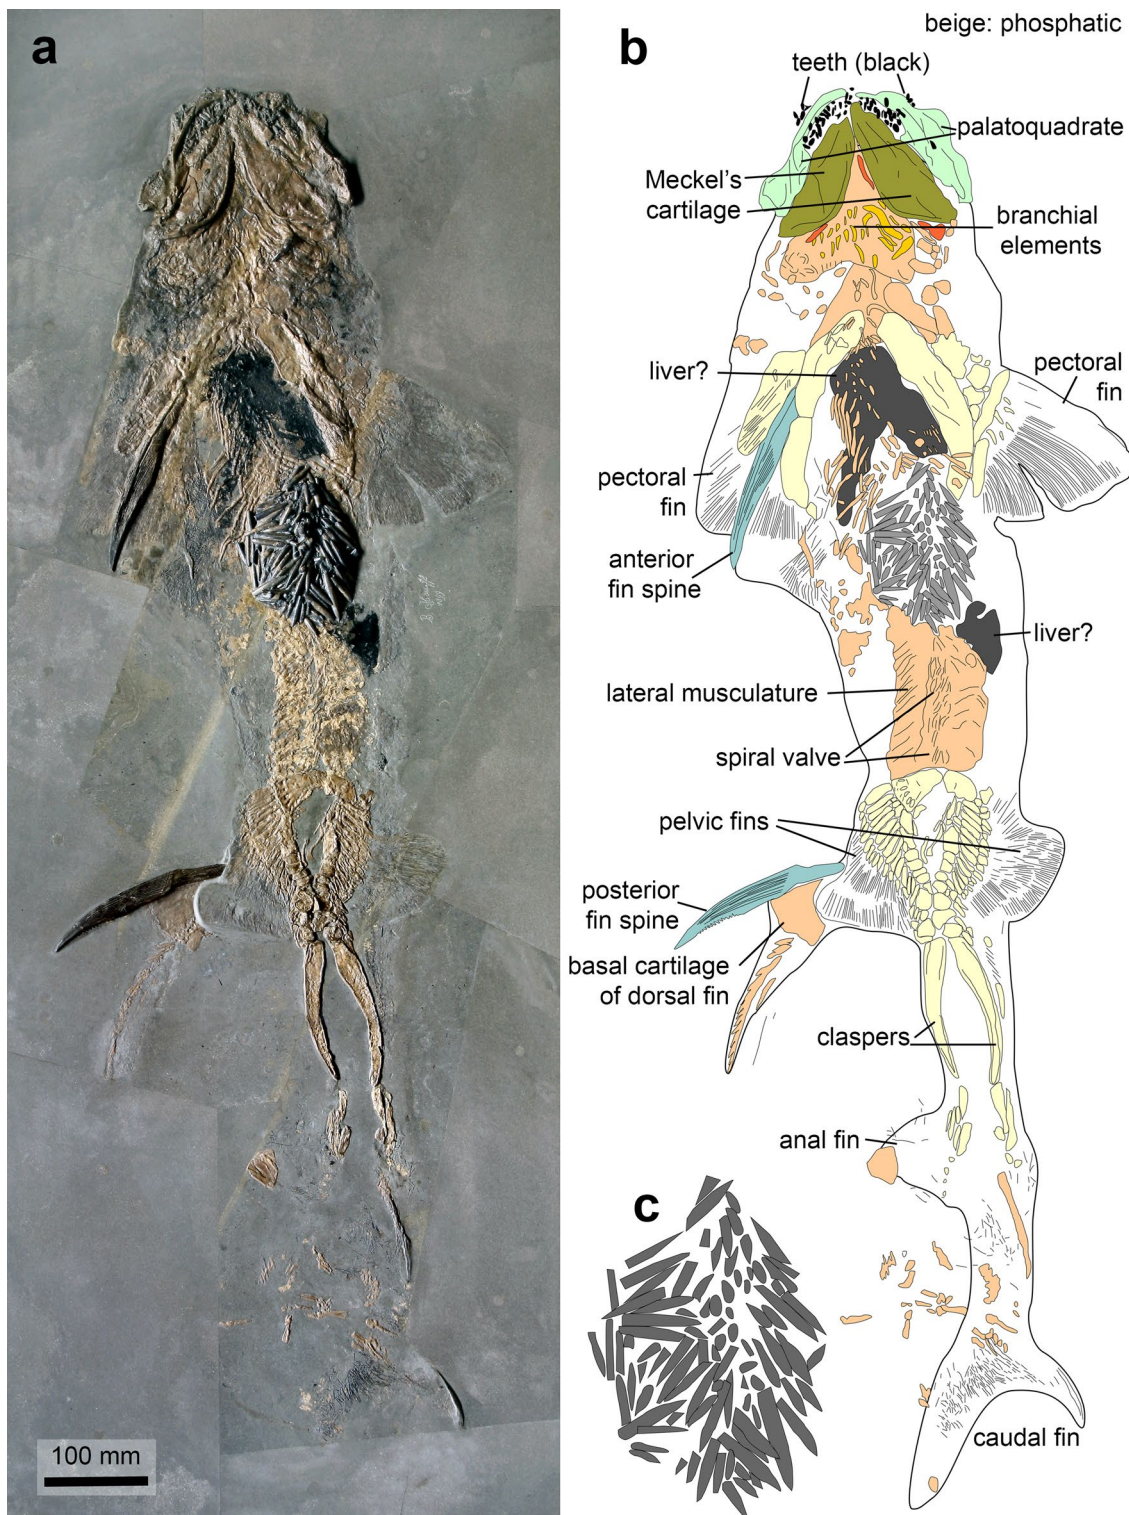 a
b
beige: phosphatic
teeth (black)
palatoquadrate
Meckel's
cartilage
branchial
elements
liver?
pectoral
fin
pectoral
fin
anterior
fin spine
liver?
lateral musculature
spiral valve
pelvic fins
posterior
fin spine
basal cartilage
of dorsal fin
claspers
anal fin
c
caudal fin
100 mm